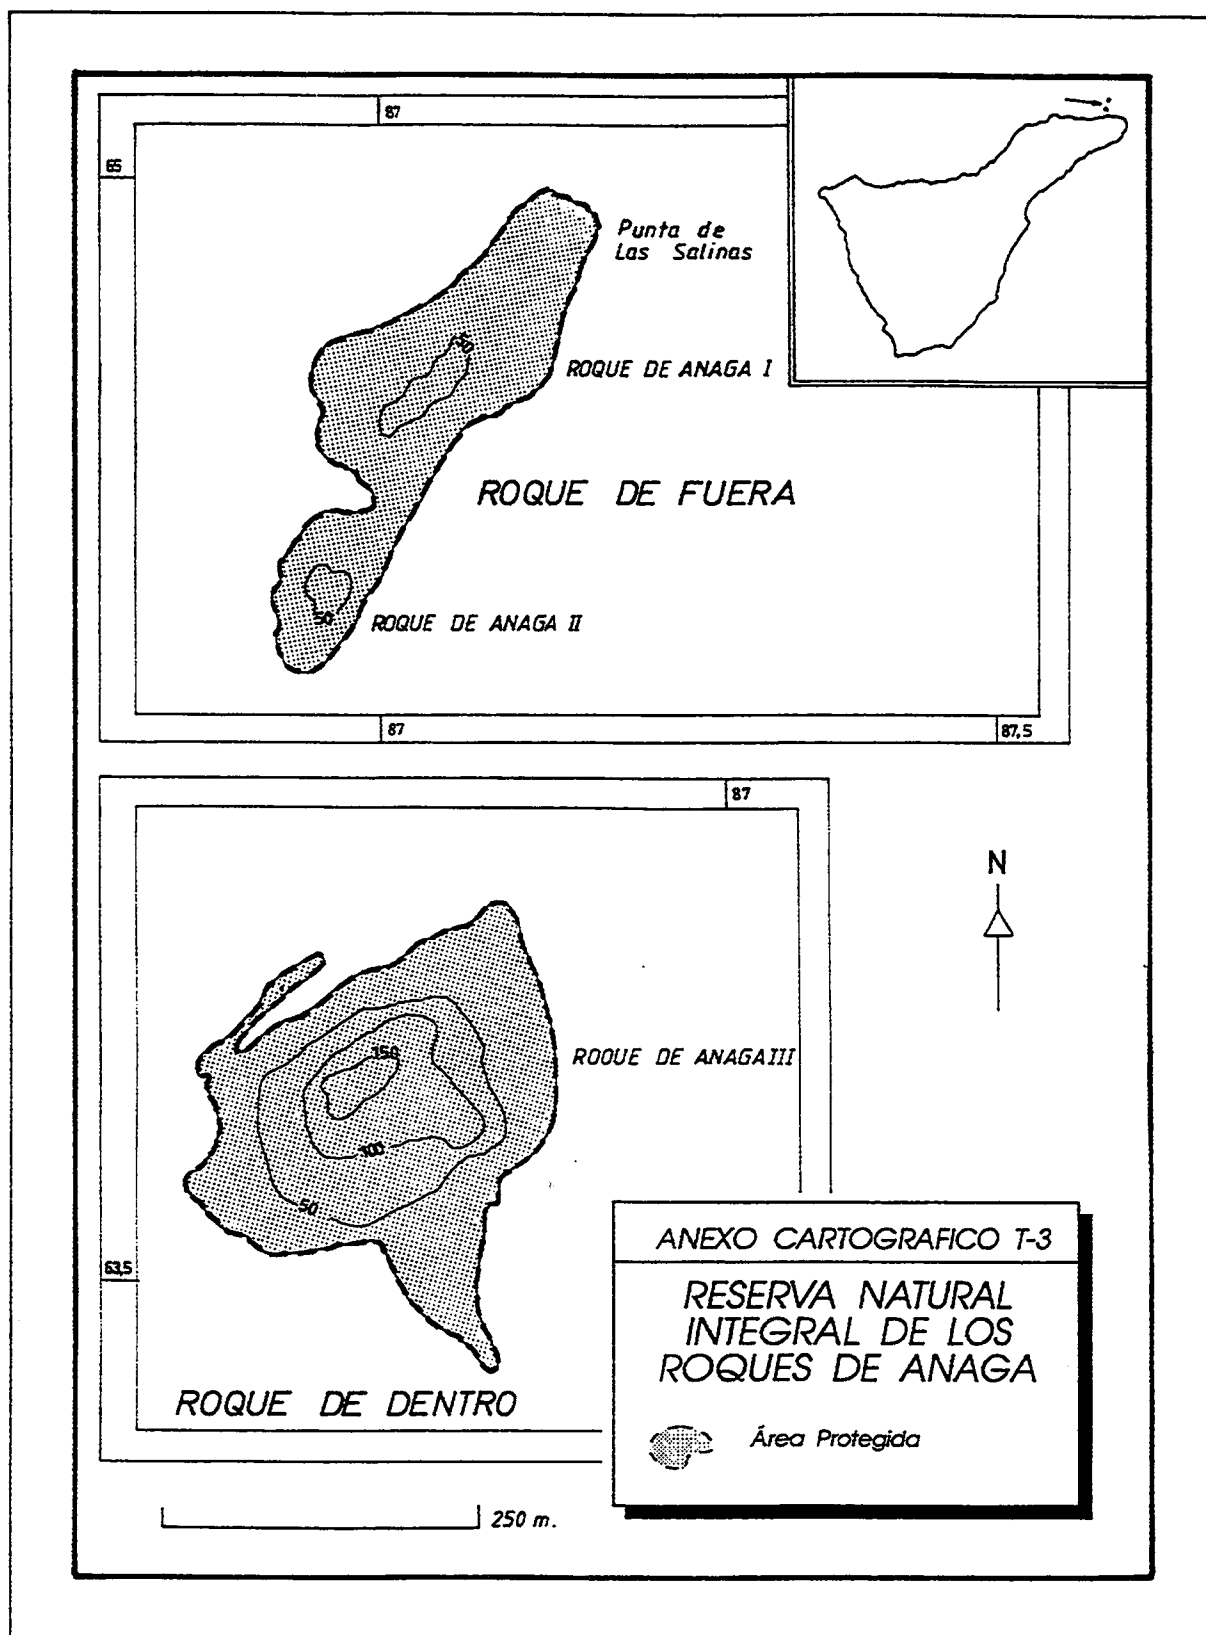 87
65
Punta de
Las Salinas
50
ROQUE DE ANAGA I
ROQUE DE FUERA
50
ROQUE DE ANAGA II
87
87,5
87
N
150
ROQUE DE ANAGA III
100
50
63,5
ROQUE DE DENTRO
250 m.
ANEXO CARTOGRAFICO T-3
RESERVA NATURAL
INTEGRAL DE LOS
ROQUES DE ANAGA
Área Protegida